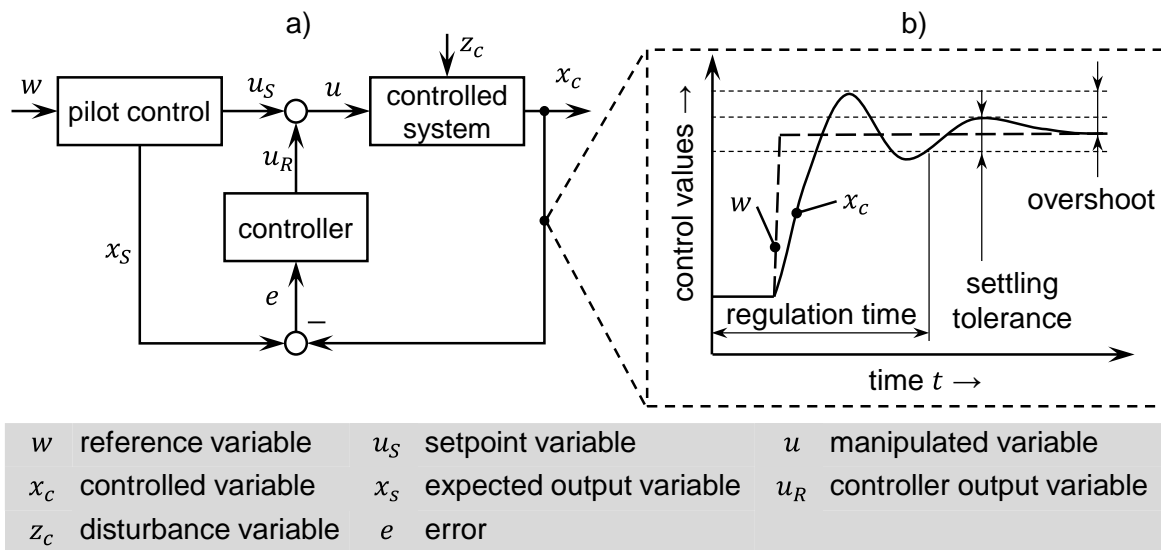 a)
w
pilot control
u_S
u
z_c
controlled
system
x_c
u_R
controller
x_S
e
−
b)
control values →
w
x_c
overshoot
settling
tolerance
regulation time
time t →
w reference variable u_S setpoint variable u manipulated variable
x_c controlled variable x_s expected output variable u_R controller output variable
z_c disturbance variable e error